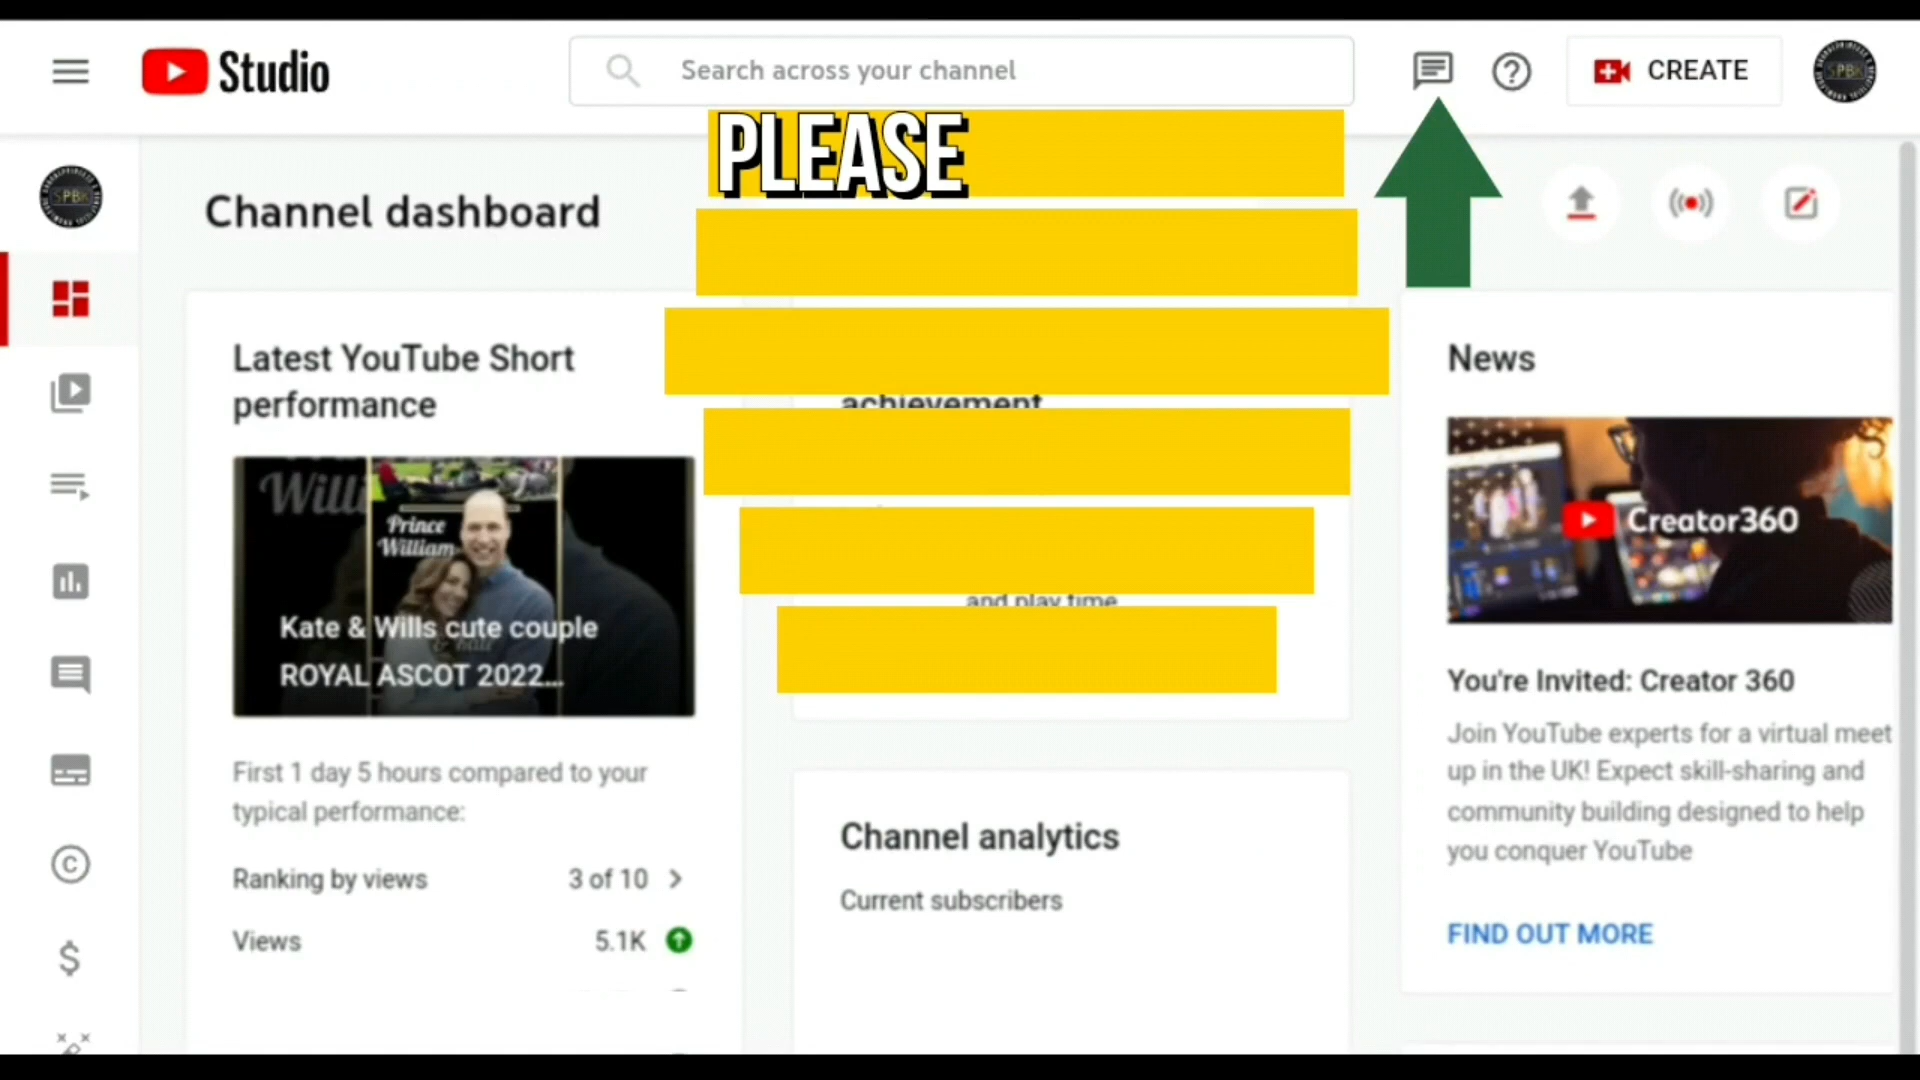 Studio
Search across your channel
CREATE
SPBK
PLEASE
SPBK
Channel dashboard
Latest YouTube Short
performance
achievement
News
Prince
William
Creator360
and play time
Kate & Wills cute couple
ROYAL ASCOT 2022...
You're Invited: Creator 360
Join YouTube experts for a virtual meet
up in the UK! Expect skill-sharing and
community building designed to help
you conquer YouTube
First 1 day 5 hours compared to your
typical performance:
Channel analytics
Ranking by views 3 of 10
Current subscribers
Views 5.1K
FIND OUT MORE